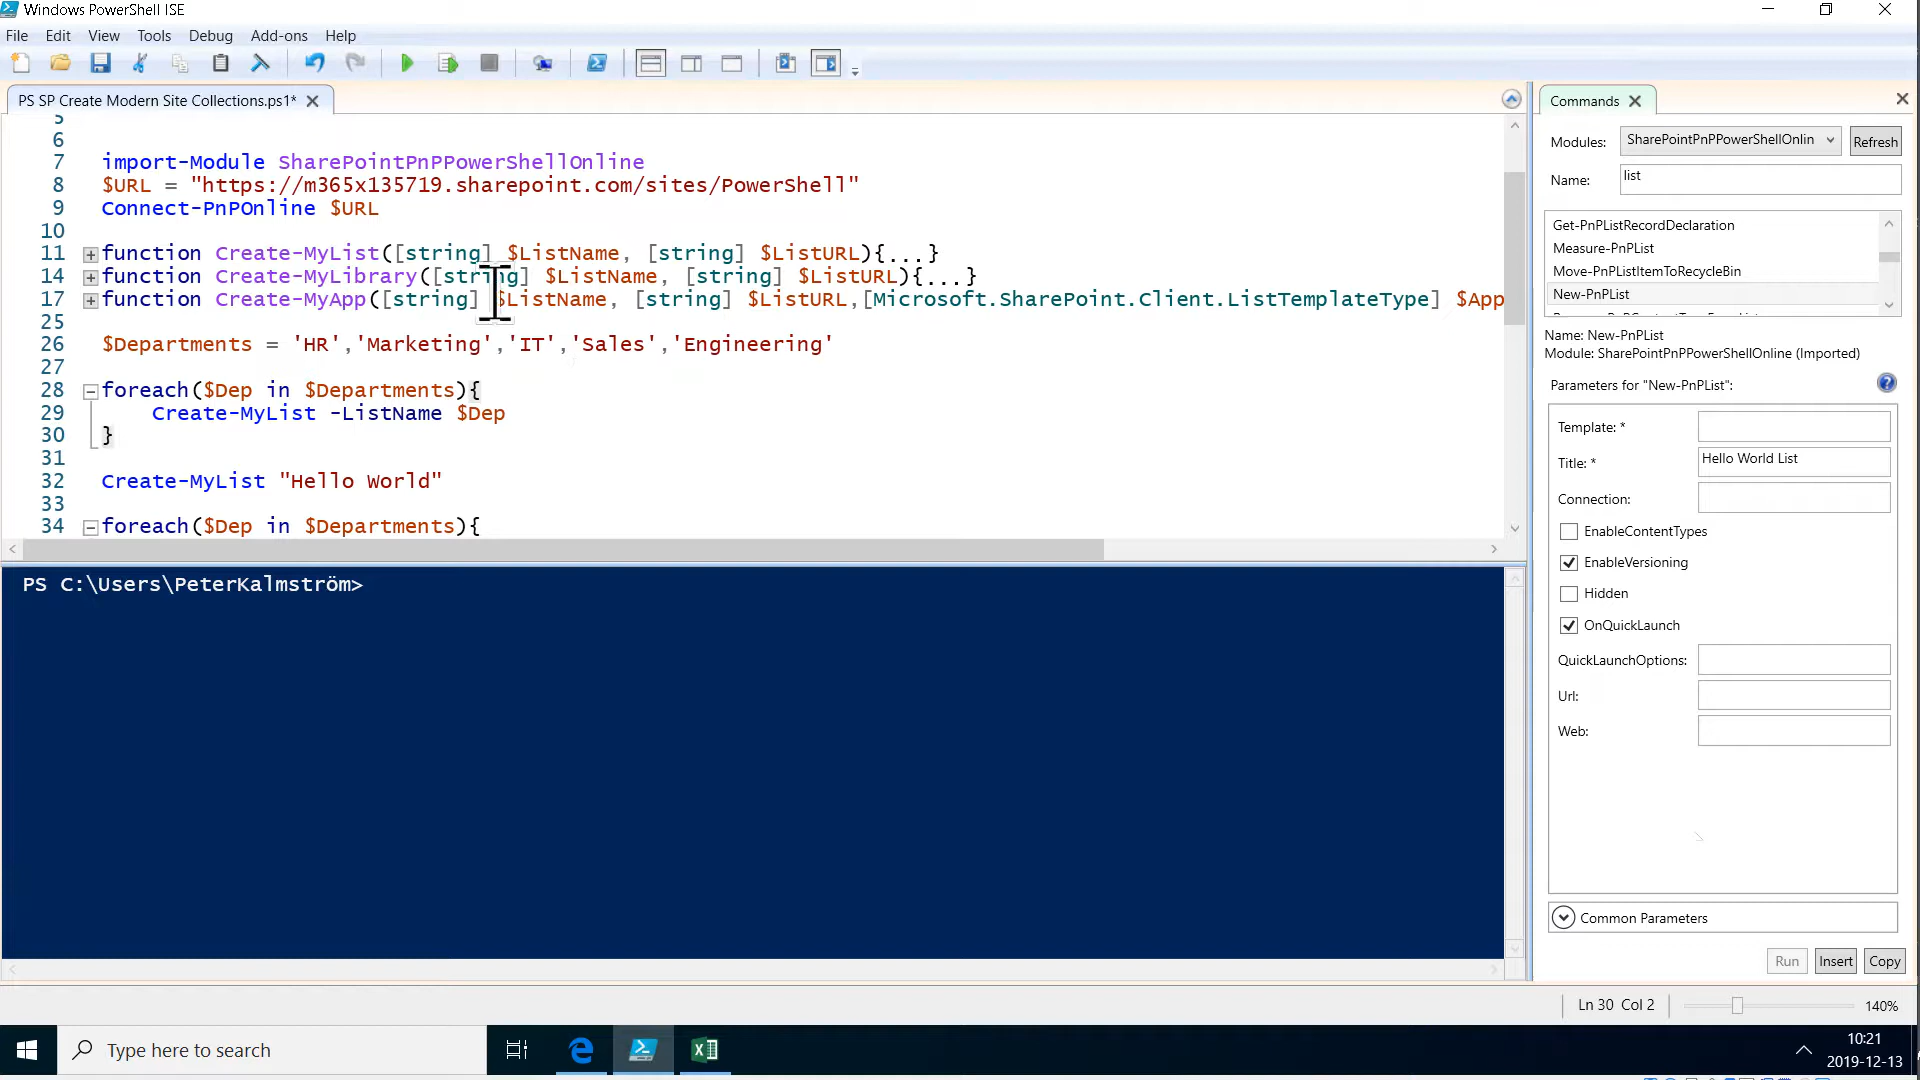 Windows PowerShell ISE
File Edit View Tools Debug Add-ons Help
PS SP Create Modern Site Collections.ps1*
5
6
7 import-Module SharePointPnPPowerShellOnline
8 $URL = "https://m365x135719.sharepoint.com/sites/PowerShell"
9 Connect-PnPOnline $URL
10
11 function Create-MyList([string] $ListName, [string] $ListURL){...}
14 function Create-MyLibrary([string] $ListName, [string] $ListURL){...}
17 function Create-MyApp([string] $ListName, [string] $ListURL,[Microsoft.SharePoint.Client.ListTemplateType] $App
25
26 $Departments = 'HR','Marketing','IT','Sales','Engineering'
27
28 foreach($Dep in $Departments){
29 Create-MyList -ListName $Dep
30 }
31
32 Create-MyList "Hello World"
33
34 foreach($Dep in $Departments){
PS C:\Users\PeterKalmström>
Commands
Modules: SharePointPnPPowerShellOnlin Refresh
Name: list
Get-PnPListRecordDeclaration
Measure-PnPList
Move-PnPListItemToRecycleBin
New-PnPList
Name: New-PnPList
Module: SharePointPnPPowerShellOnline (Imported)
Parameters for "New-PnPList":
Template: *
Title: * Hello World List
Connection:
EnableContentTypes
EnableVersioning
Hidden
OnQuickLaunch
QuickLaunchOptions:
Url:
Web:
Common Parameters
Run Insert Copy
Ln 30 Col 2 140%
Type here to search
10:21
2019-12-13